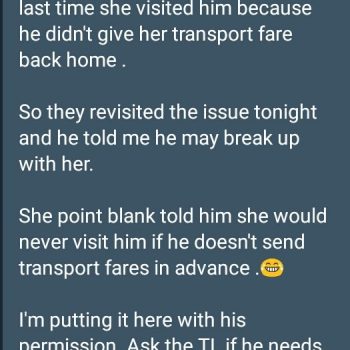 last time she visited him because
he didn't give her transport fare
back home .
So they revisited the issue tonight
and he told me he may break up
with her.
She point blank told him she would
never visit him if he doesn't send
transport fares in advance .😂
I'm putting it here with his
permission. Ask the TL if he needs